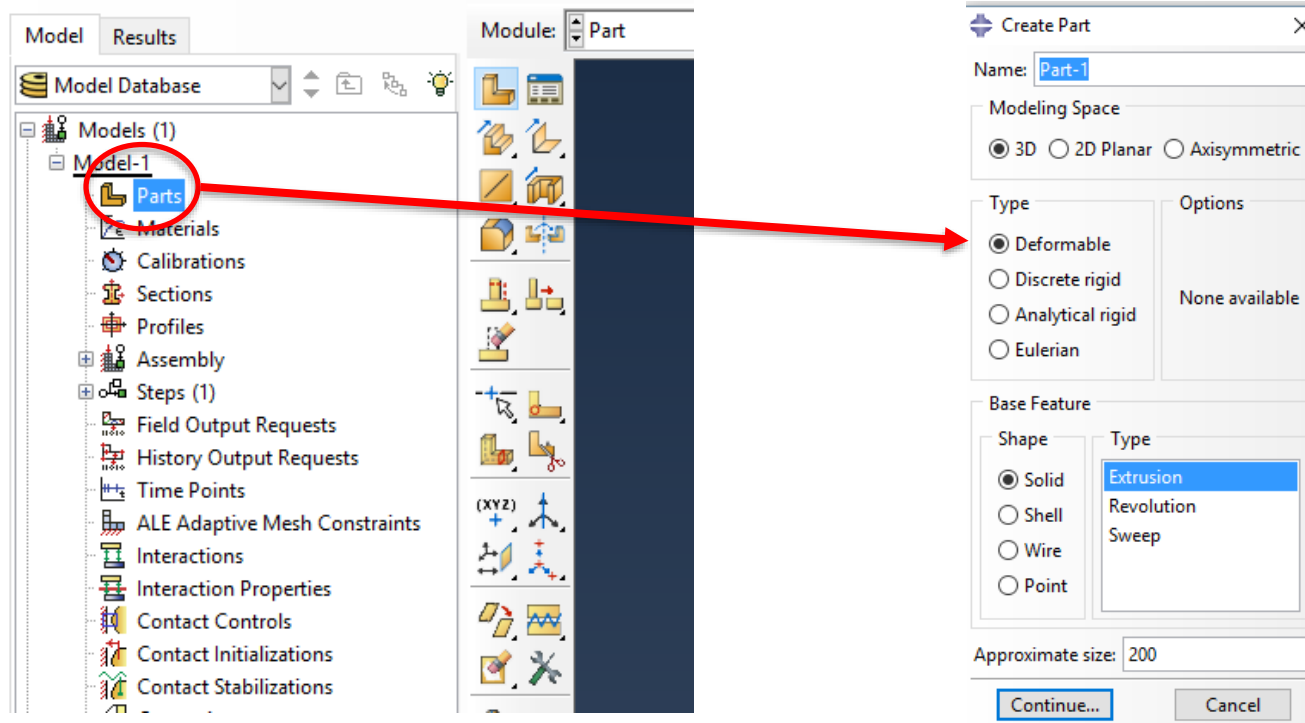 Model Results
Model Database
Models (1)
Model-1
Parts
Materials
Calibrations
Sections
Profiles
Assembly
Steps (1)
Field Output Requests
History Output Requests
Time Points
ALE Adaptive Mesh Constraints
Interactions
Interaction Properties
Contact Controls
Contact Initializations
Contact Stabilizations
Module: Part
(XYZ)
Create Part
Name: Part-1
Modeling Space
3D 2D Planar Axisymmetric
Type
Deformable
Discrete rigid
Analytical rigid
Eulerian
Options
None available
Base Feature
Shape
Solid
Shell
Wire
Point
Type
Extrusion
Revolution
Sweep
Approximate size: 200
Continue... Cancel